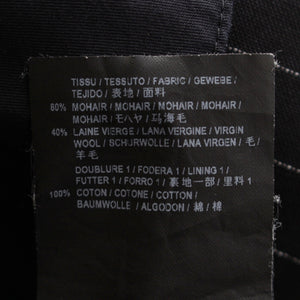 TISSU / TESSUTO / FABRIC / GEWEBE /
TEJIDO / 表地 / 面料
60% MOHAIR / MOHAIR / MOHAIR / MOHAIR /
MOHAIR / モヘヤ / 马海毛
40% LAINE VIERGE / LANA VERGINE / VIRGIN
WOOL / SCHURWOLLE / LANA VIRGEN / 毛 /
羊毛
DOUBLURE 1 / FODERA 1 / LINING 1 /
FUTTER 1 / FORRO 1 / 裏地一部 / 里料 1
100% COTON / COTONE / COTTON /
BAUMWOLLE / ALGODON / 綿 / 棉